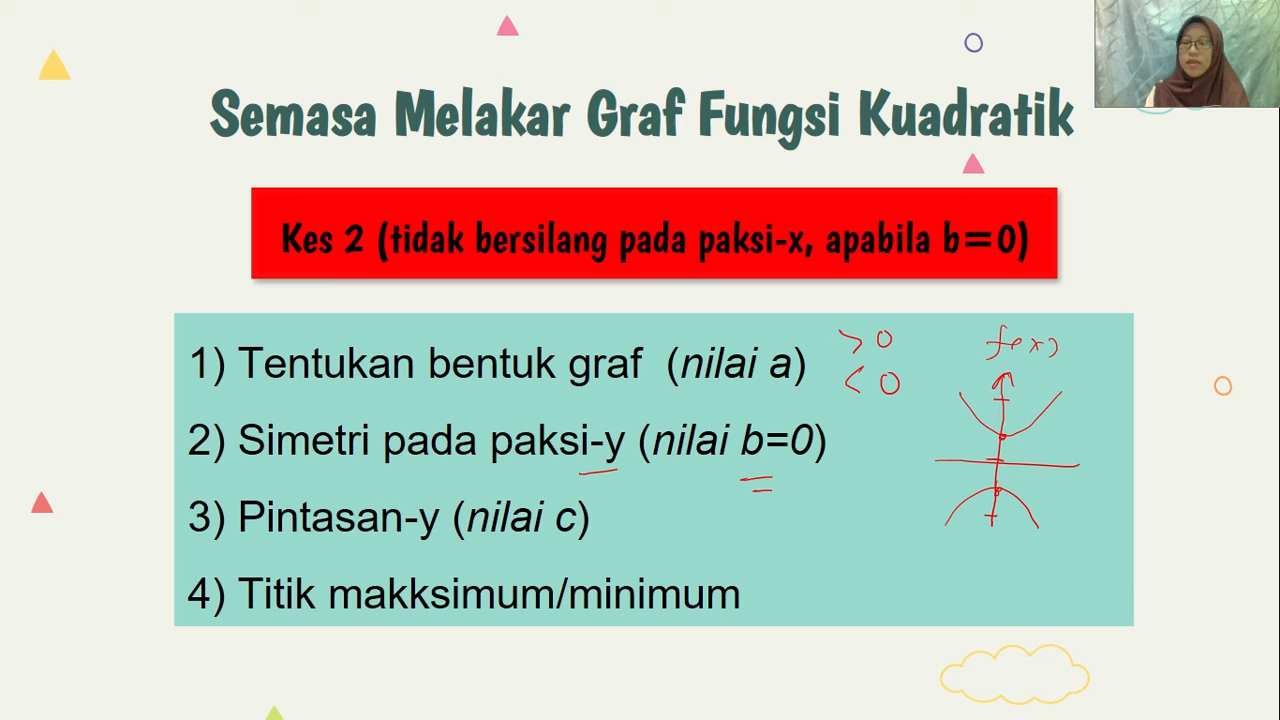 Semasa Melakar Graf Fungsi Kuadratik
Kes 2 (tidak bersilang pada paksi-x, apabila b=0)
1) Tentukan bentuk graf (nilai a) > 0
< 0
f(x)
2) Simetri pada paksi-y (nilai b=0)
3) Pintasan-y (nilai c)
4) Titik makksimum/minimum